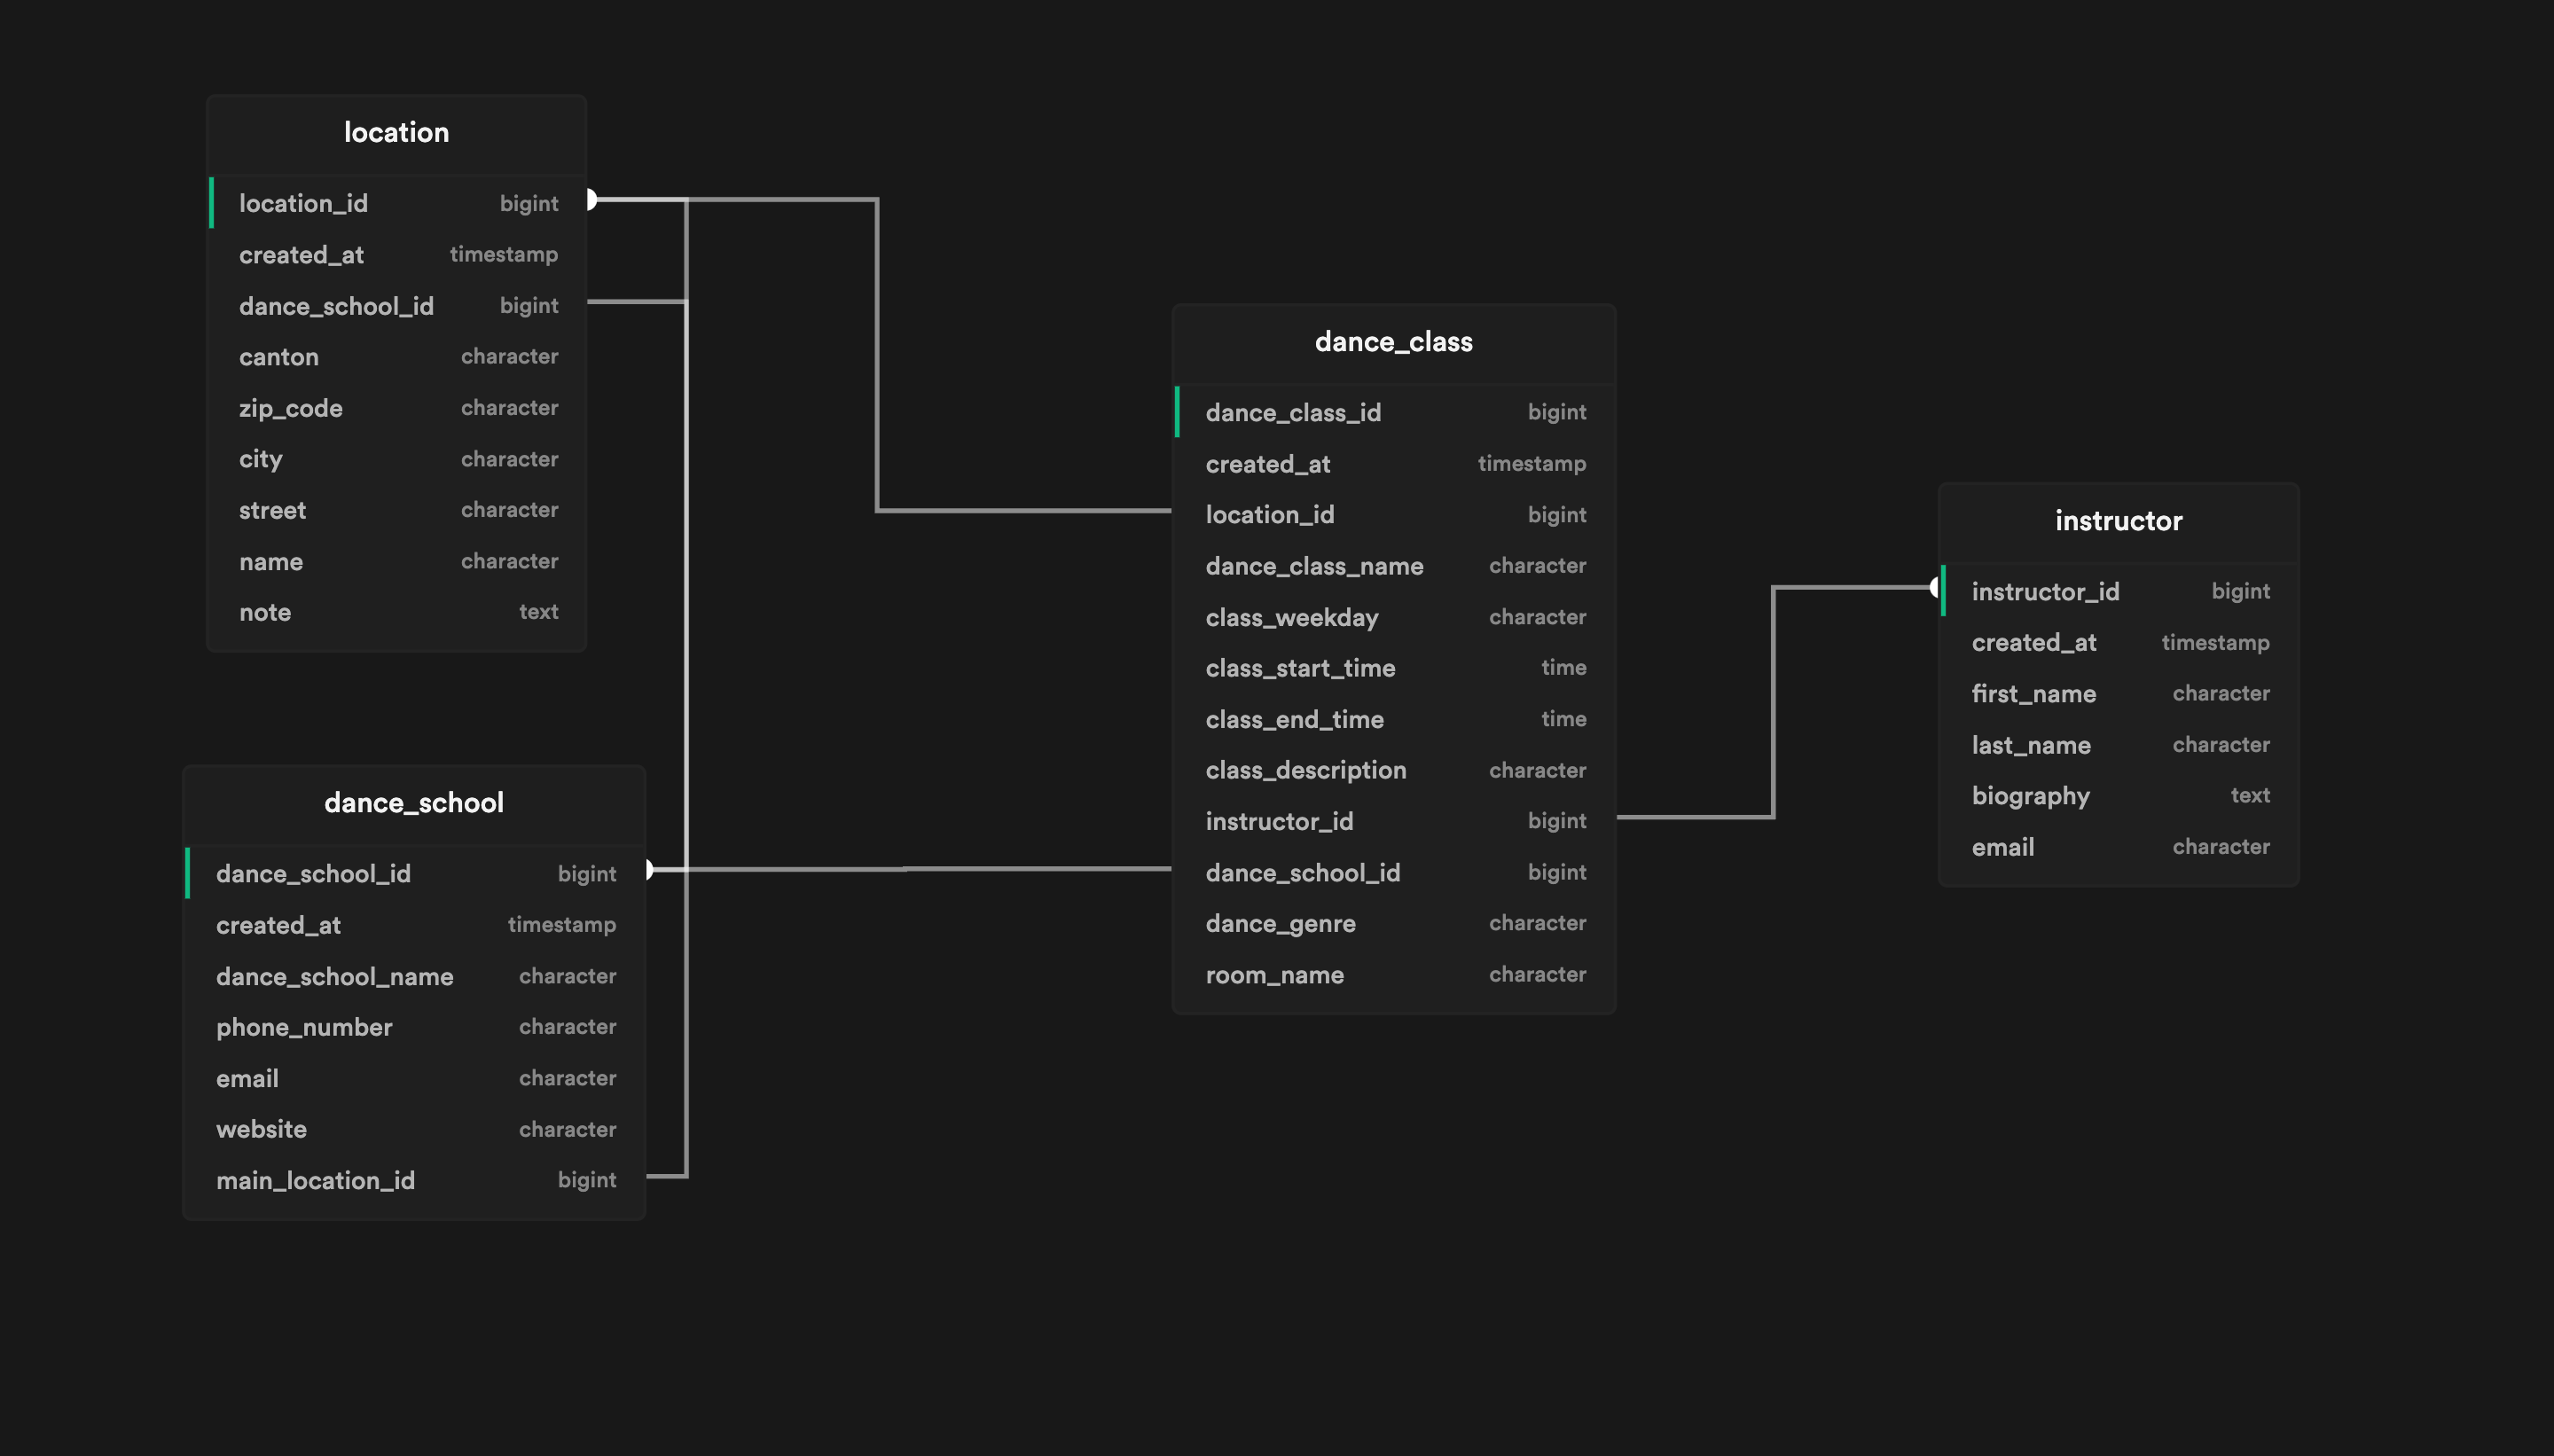 location
location_id bigint
created_at timestamp
dance_school_id bigint
canton character
zip_code character
city character
street character
name character
note text
dance_school
dance_school_id bigint
created_at timestamp
dance_school_name character
phone_number character
email character
website character
main_location_id bigint
dance_class
dance_class_id bigint
created_at timestamp
location_id bigint
dance_class_name character
class_weekday character
class_start_time time
class_end_time time
class_description character
instructor_id bigint
dance_school_id bigint
dance_genre character
room_name character
instructor
instructor_id bigint
created_at timestamp
first_name character
last_name character
biography text
email character